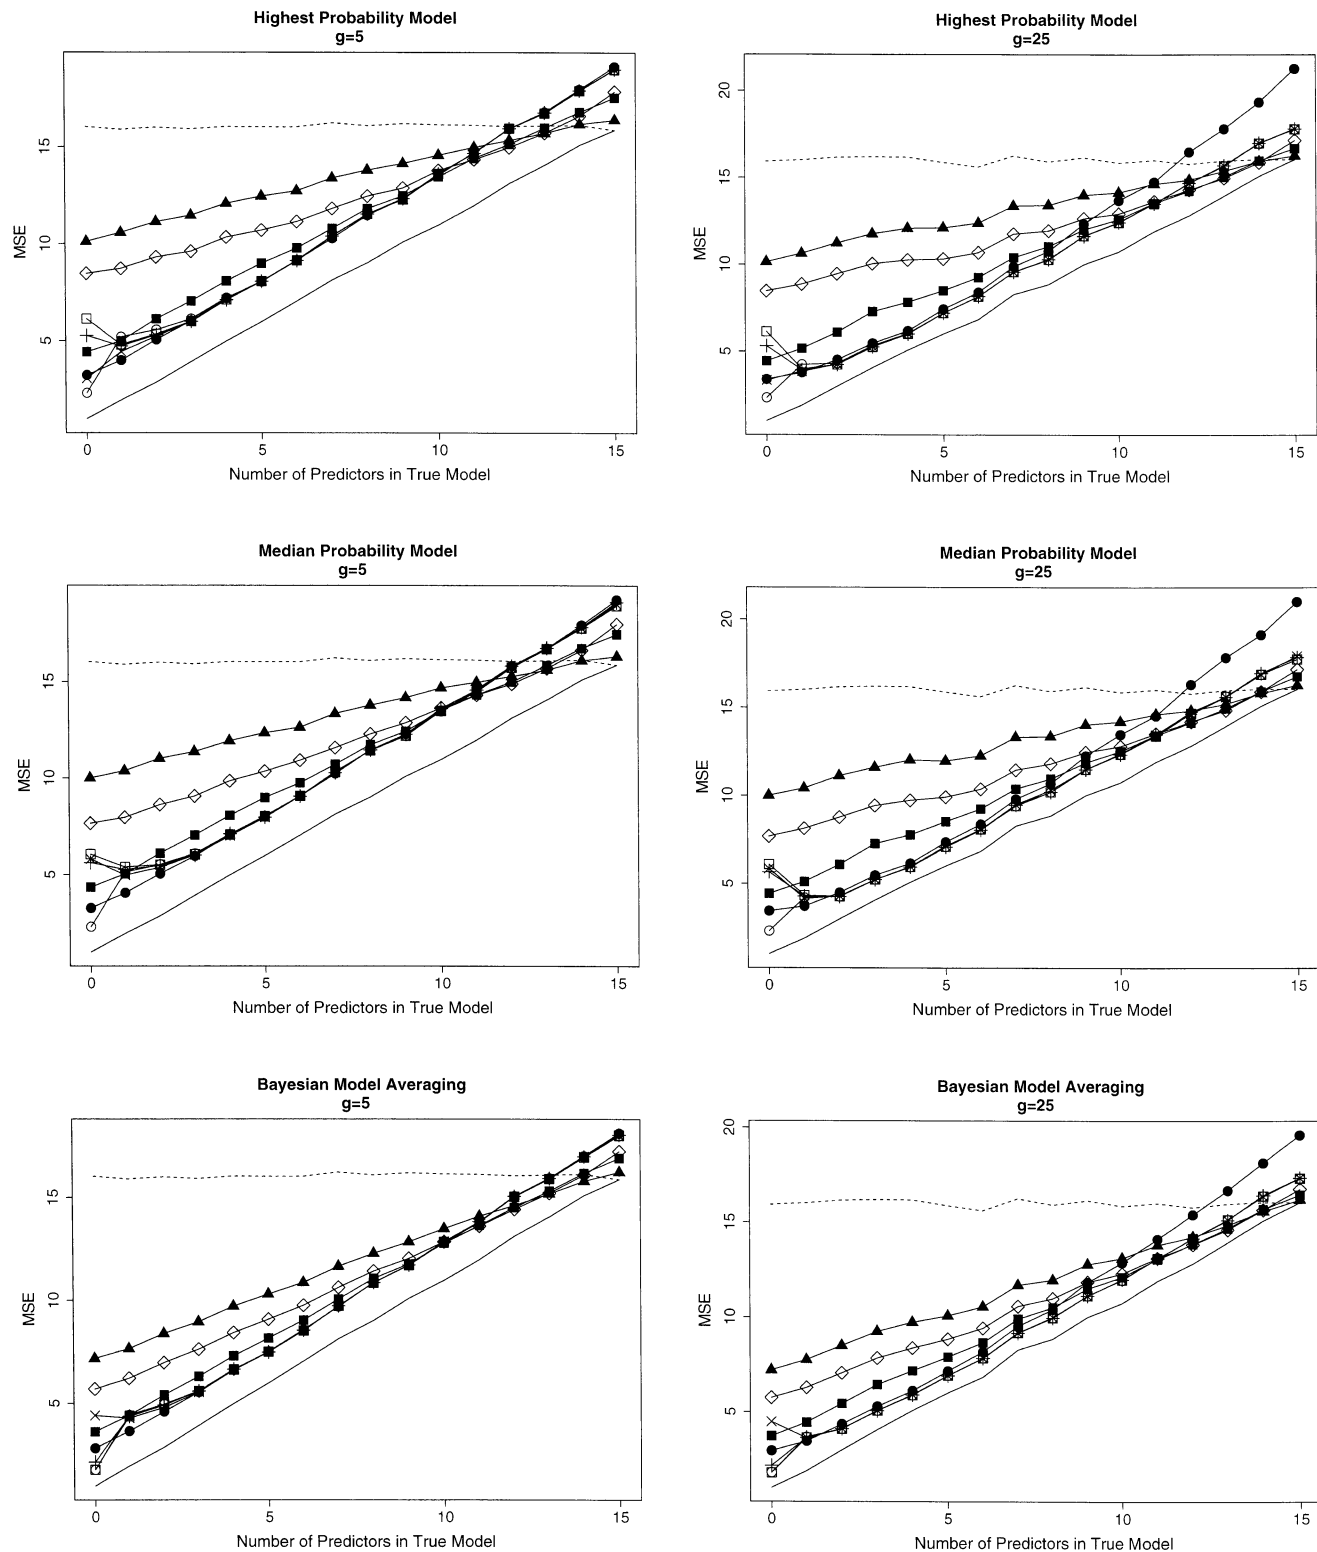 Highest Probability Model
g=5
MSE
15
10
5
0 5 10 15
Number of Predictors in True Model
Highest Probability Model
g=25
MSE
20
15
10
5
0 5 10 15
Number of Predictors in True Model
Median Probability Model
g=5
MSE
15
10
5
0 5 10 15
Number of Predictors in True Model
Median Probability Model
g=25
MSE
20
15
10
5
0 5 10 15
Number of Predictors in True Model
Bayesian Model Averaging
g=5
MSE
15
10
5
0 5 10 15
Number of Predictors in True Model
Bayesian Model Averaging
g=25
MSE
20
15
10
5
0 5 10 15
Number of Predictors in True Model